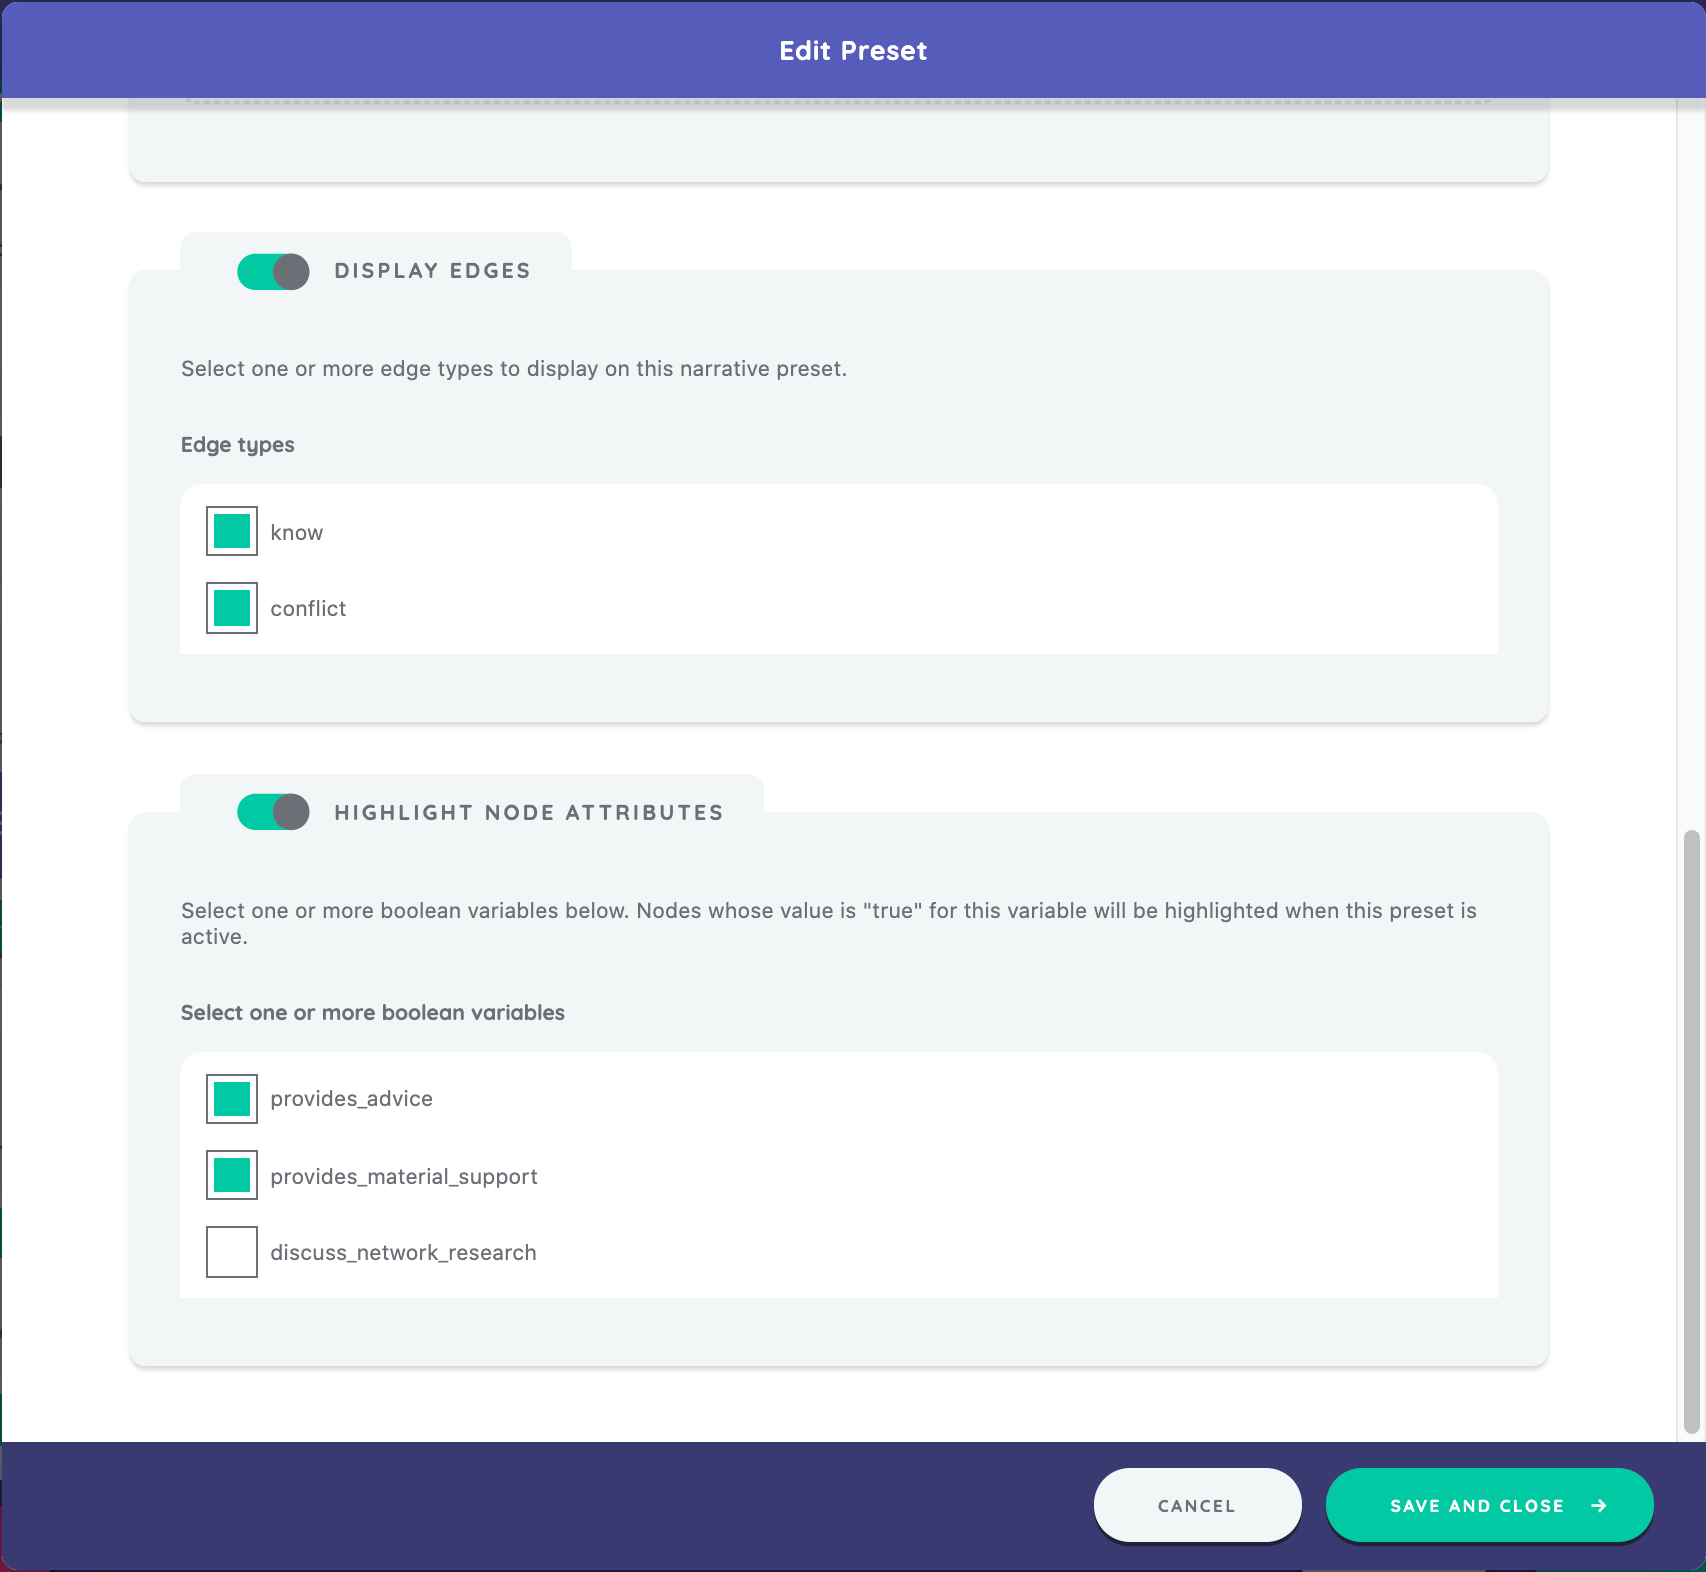 Edit Preset
DISPLAY EDGES
Select one or more edge types to display on this narrative preset.
Edge types
know
conflict
HIGHLIGHT NODE ATTRIBUTES
Select one or more boolean variables below. Nodes whose value is "true" for this variable will be highlighted when this preset is
active.
Select one or more boolean variables
provides_advice
provides_material_support
discuss_network_research
CANCEL
SAVE AND CLOSE →